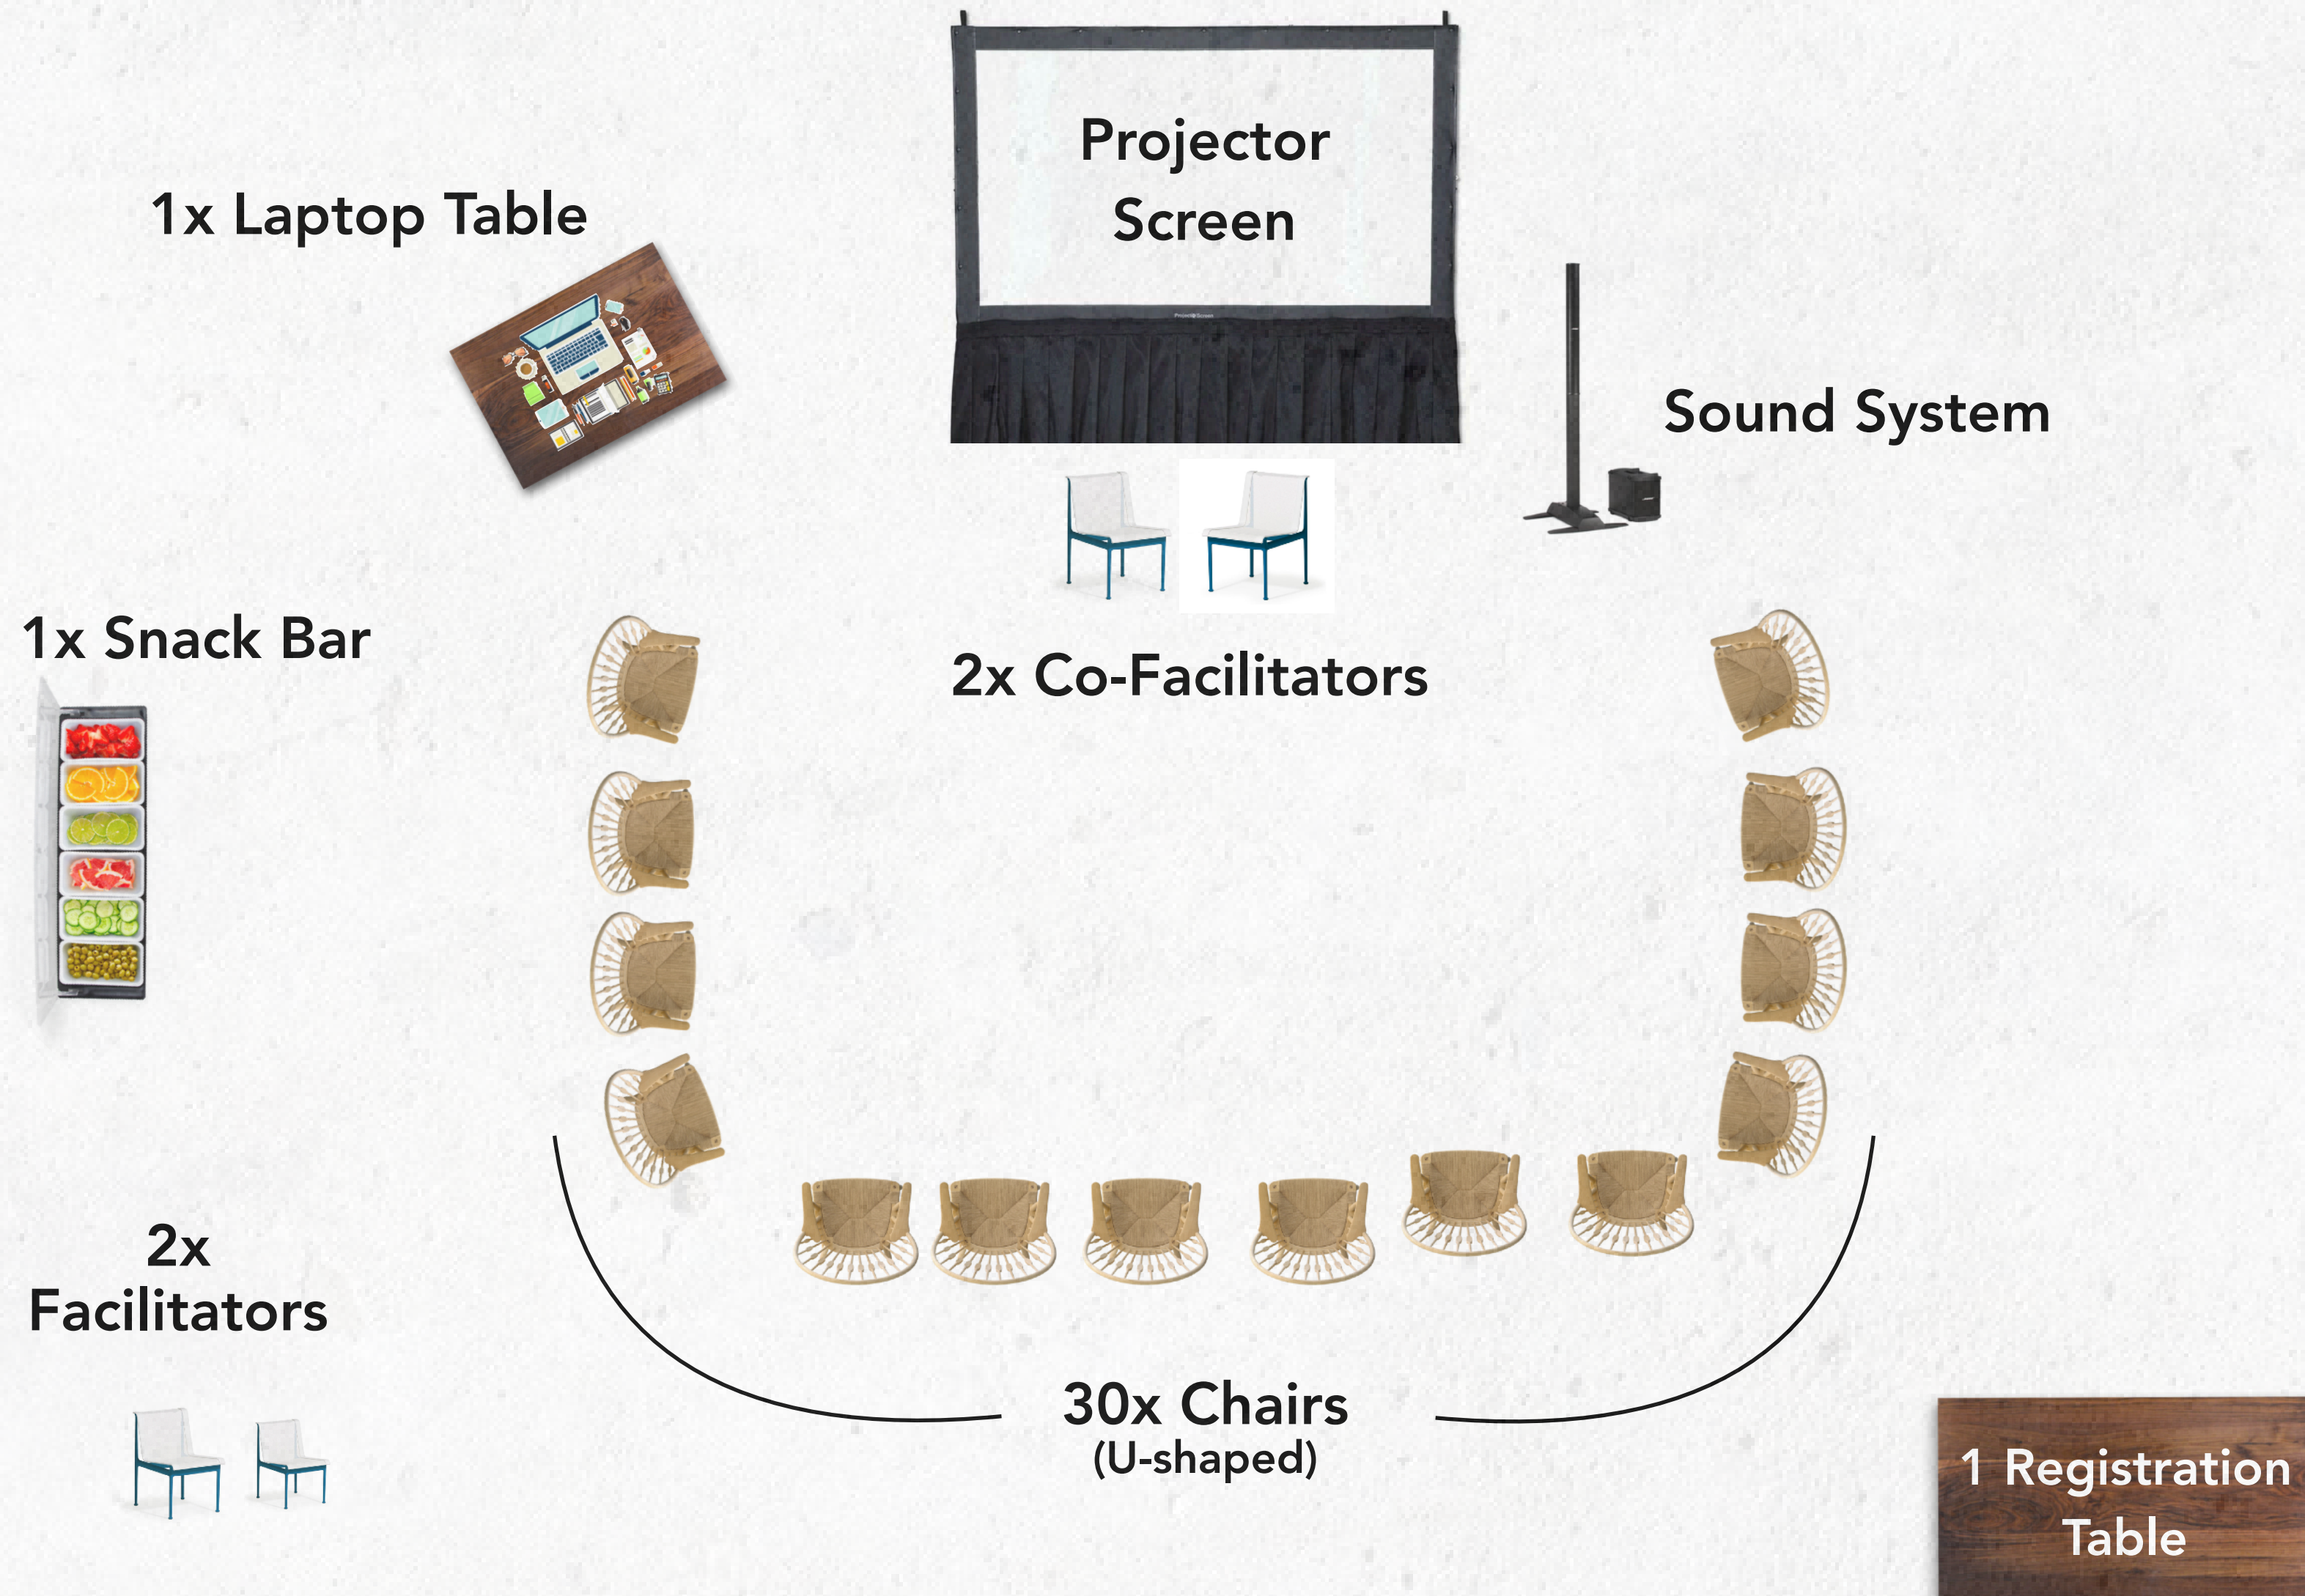 Projector
Screen
1x Laptop Table
Sound System
1x Snack Bar
2x Co-Facilitators
2x
Facilitators
30x Chairs
(U-shaped)
1 Registration
Table